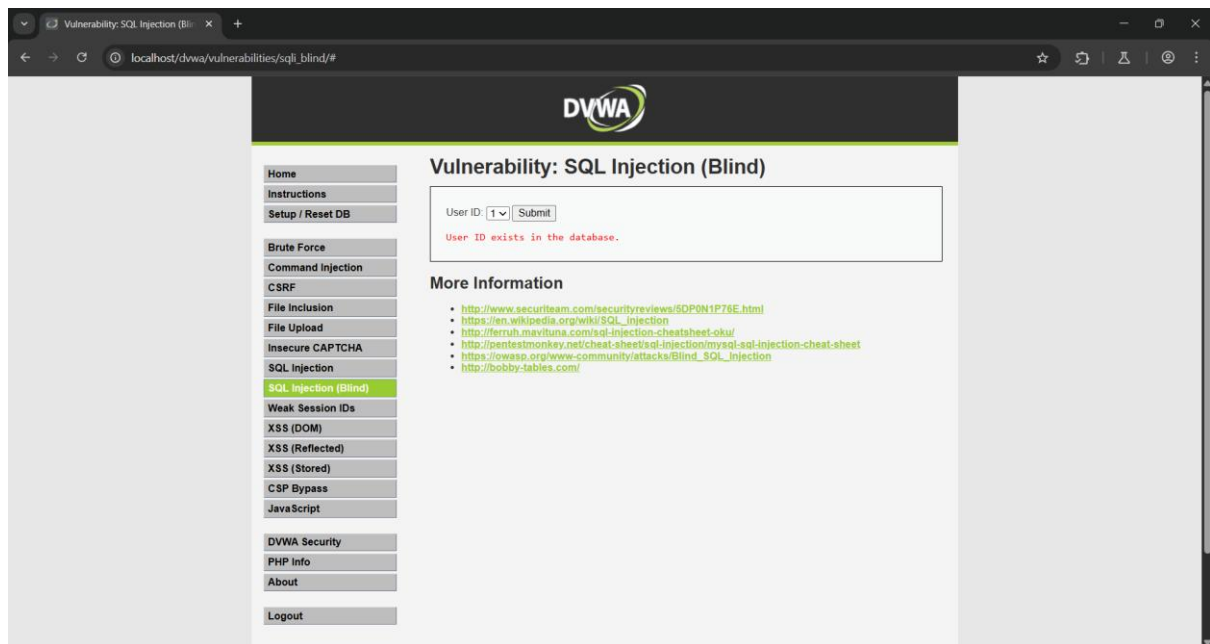 Vulnerability: SQL Injection (Blin
localhost/dvwa/vulnerabilities/sqli_blind/#
DVWA
Home
Instructions
Setup / Reset DB
Brute Force
Command Injection
CSRF
File Inclusion
File Upload
Insecure CAPTCHA
SQL Injection
SQL Injection (Blind)
Weak Session IDs
XSS (DOM)
XSS (Reflected)
XSS (Stored)
CSP Bypass
JavaScript
DVWA Security
PHP Info
About
Logout
Vulnerability: SQL Injection (Blind)
User ID: 1 Submit
User ID exists in the database.
More Information
http://www.securiteam.com/securityreviews/5DP0N1P76E.html
https://en.wikipedia.org/wiki/SQL_injection
http://ferruh.mavituna.com/sql-injection-cheatsheet-oku/
http://pentestmonkey.net/cheat-sheet/sql-injection/mysql-sql-injection-cheat-sheet
https://owasp.org/www-community/attacks/Blind_SQL_Injection
http://bobby-tables.com/